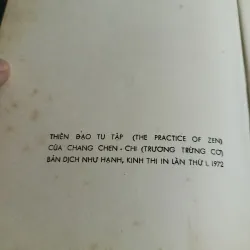 THIỀN ĐẠO TU TẬP (THE PRACTICE OF ZEN)
CỦA CHANG CHEN - CHI (TRƯƠNG TRỪNG CƠ)
BẢN DỊCH NHƯ HẠNH, KINH THI IN LẦN THỨ I, 1972